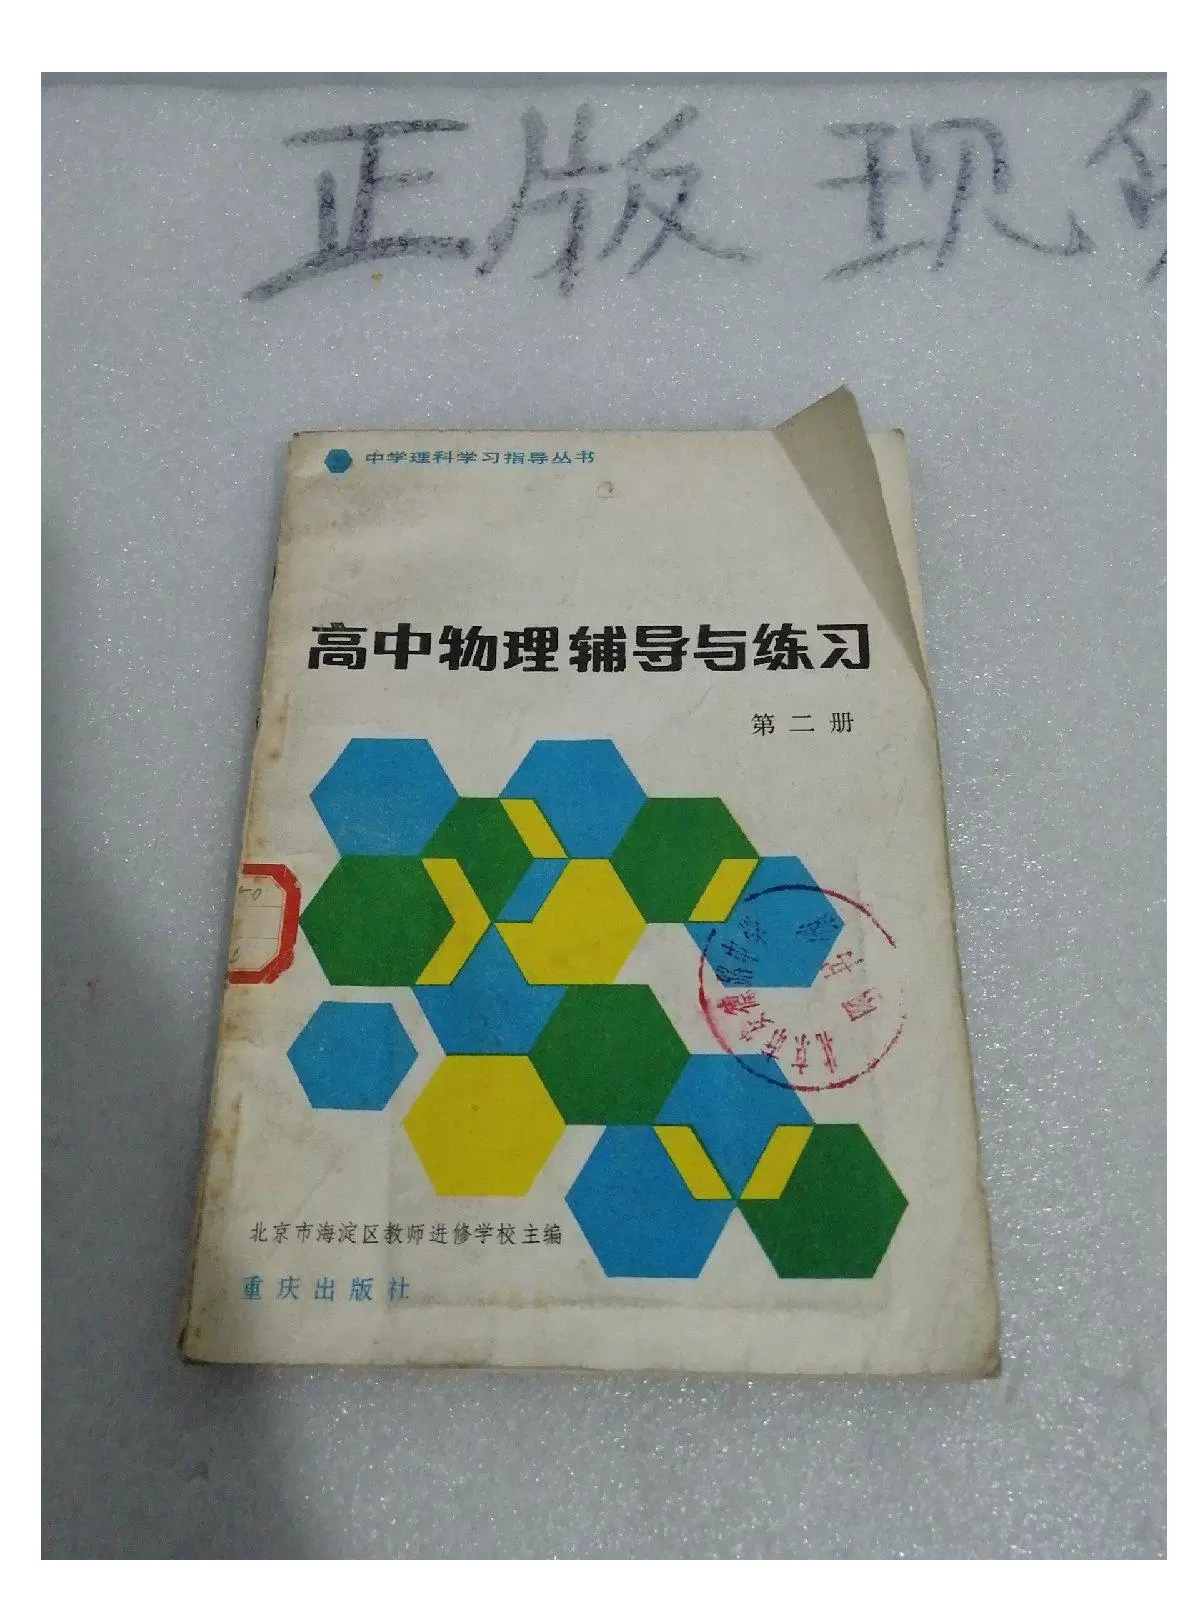 正版现
中学理科学习指导丛书
高中物理辅导与练习
第二册
北京市海淀区教师进修学校主编
重庆出版社